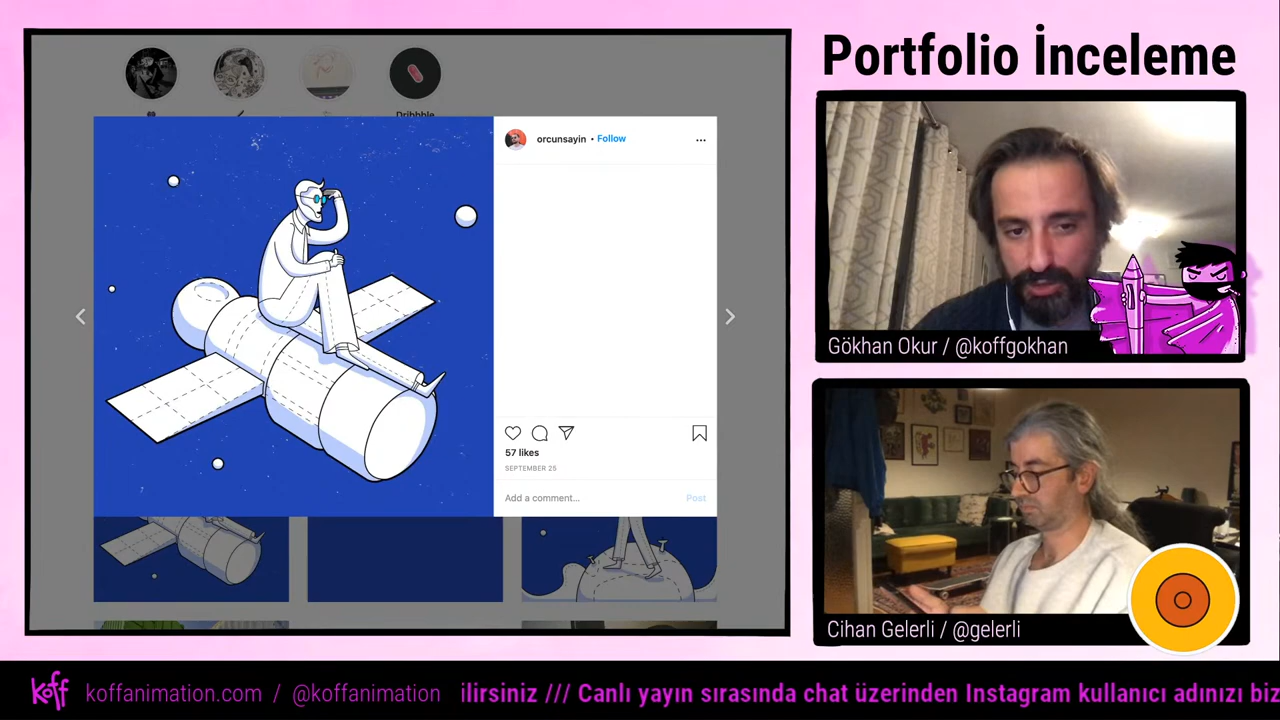 Portfolio İnceleme
Dribbble
orcunsayin • Follow
57 likes
SEPTEMBER 25
Add a comment... Post
Gökhan Okur / @koffgokhan
Cihan Gelerli / @gelerli
koff koffanimation.com / @koffanimation ilirsiniz /// Canlı yayın sırasında chat üzerinden Instagram kullanıcı adınızı biz